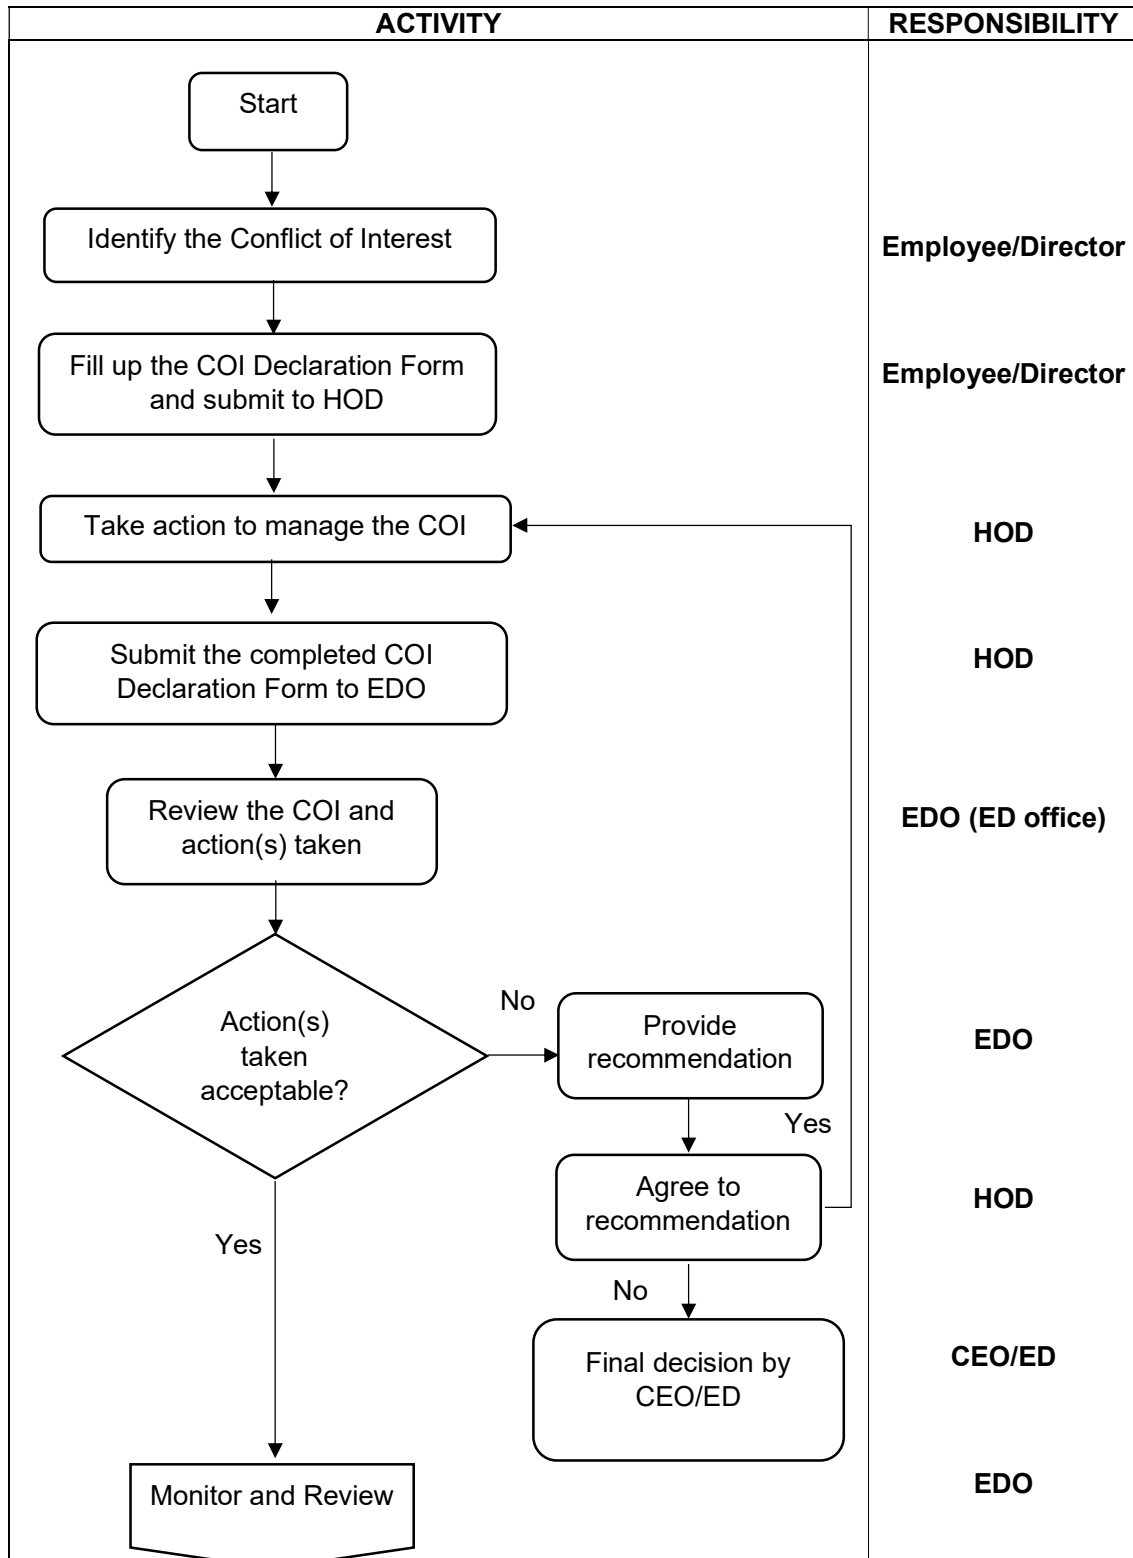 ACTIVITY
RESPONSIBILITY
Start
Identify the Conflict of Interest
Employee/Director
Fill up the COI Declaration Form
and submit to HOD
Employee/Director
Take action to manage the COI
HOD
Submit the completed COI
Declaration Form to EDO
HOD
Review the COI and
action(s) taken
EDO (ED office)
Action(s)
taken
acceptable?
No
Provide
recommendation
EDO
Yes
Agree to
recommendation
HOD
Yes
No
Final decision by
CEO/ED
CEO/ED
Monitor and Review
EDO